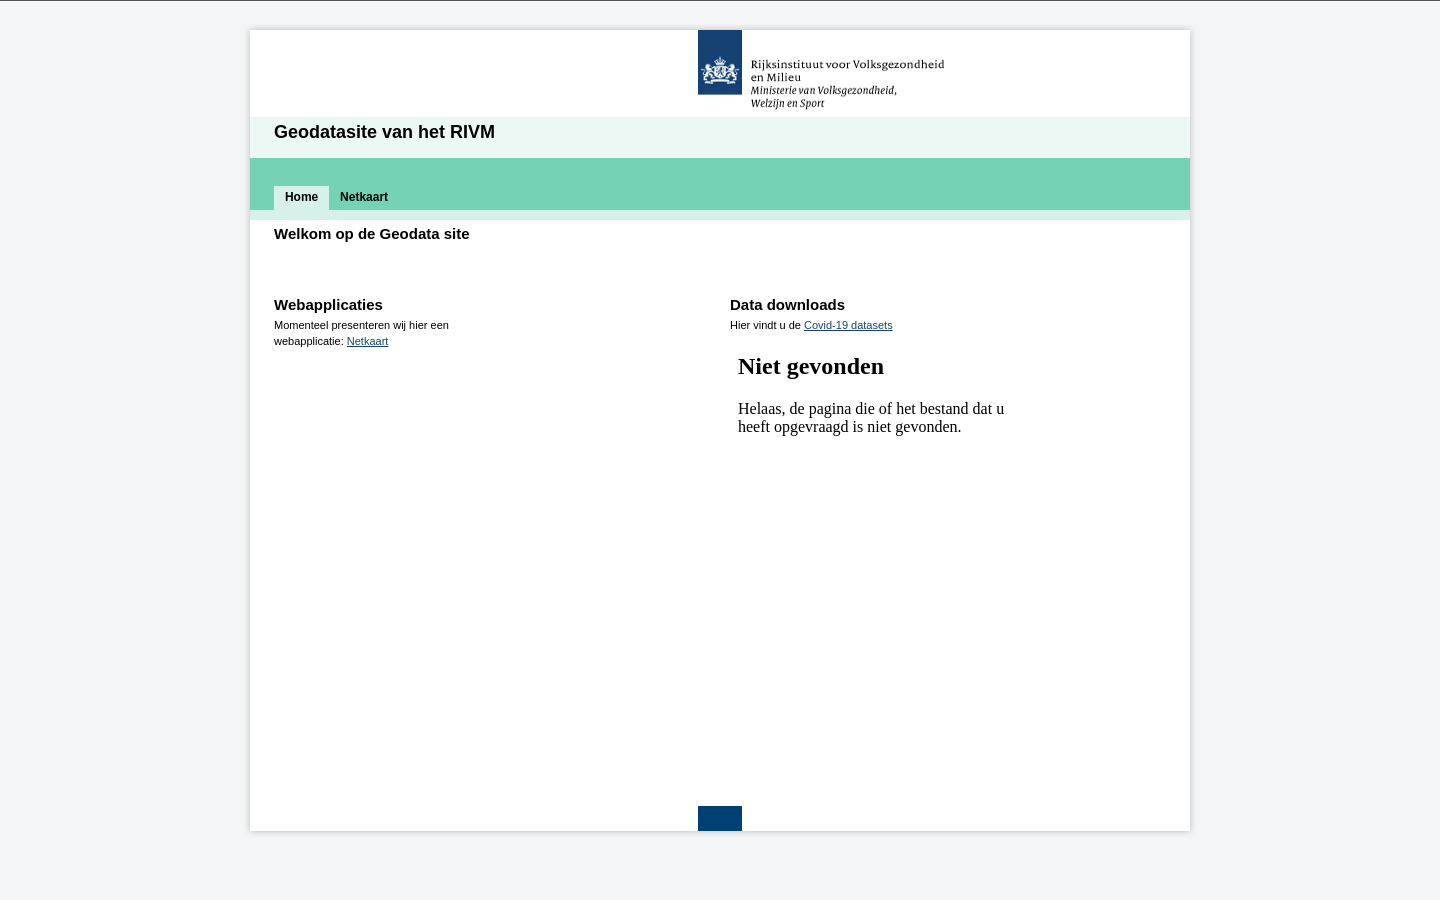 Rijksinstituut voor Volksgezondheid
en Milieu
Ministerie van Volksgezondheid,
Welzijn en Sport
Geodatasite van het RIVM
Home Netkaart
Welkom op de Geodata site
Webapplicaties
Momenteel presenteren wij hier een
webapplicatie: Netkaart
Data downloads
Hier vindt u de Covid-19 datasets
Niet gevonden
Helaas, de pagina die of het bestand dat u
heeft opgevraagd is niet gevonden.